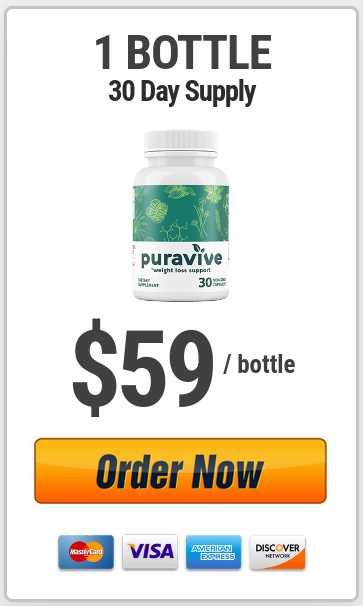 1 BOTTLE
30 Day Supply
puravive
weight loss support
DIETARY
SUPPLEMENT
30
CAPSULES
$59 / bottle
Order Now
MasterCard
VISA
AMERICAN
EXPRESS
DISCOVER
NETWORK